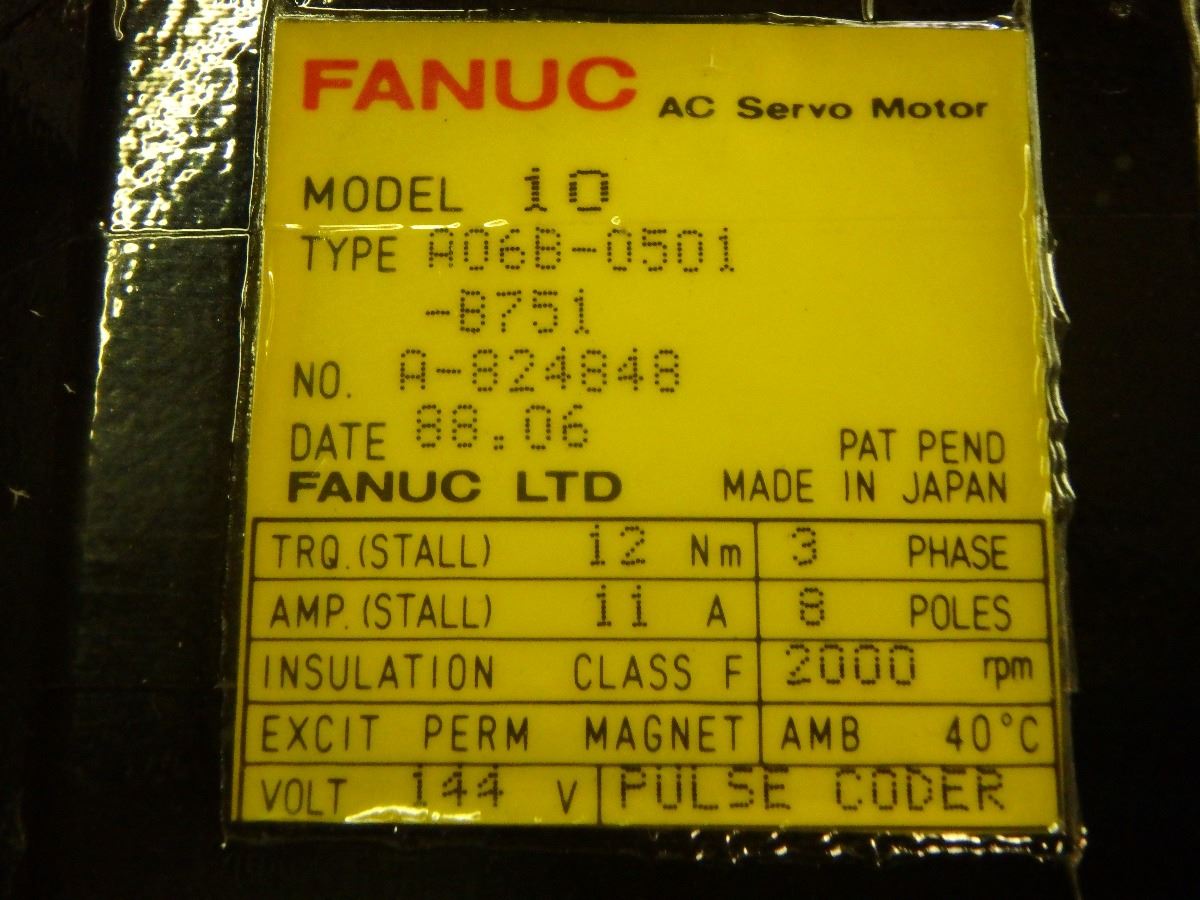 FANUC AC Servo Motor
MODEL 10
TYPE A06B-0501
-B751
NO. A-824848
DATE 88.06
PAT PEND
FANUC LTD MADE IN JAPAN
TRQ.(STALL) 12 Nm 3 PHASE
AMP.(STALL) 11 A 8 POLES
INSULATION CLASS F 2000 rpm
EXCIT PERM MAGNET AMB 40°C
VOLT 144 V PULSE CODER